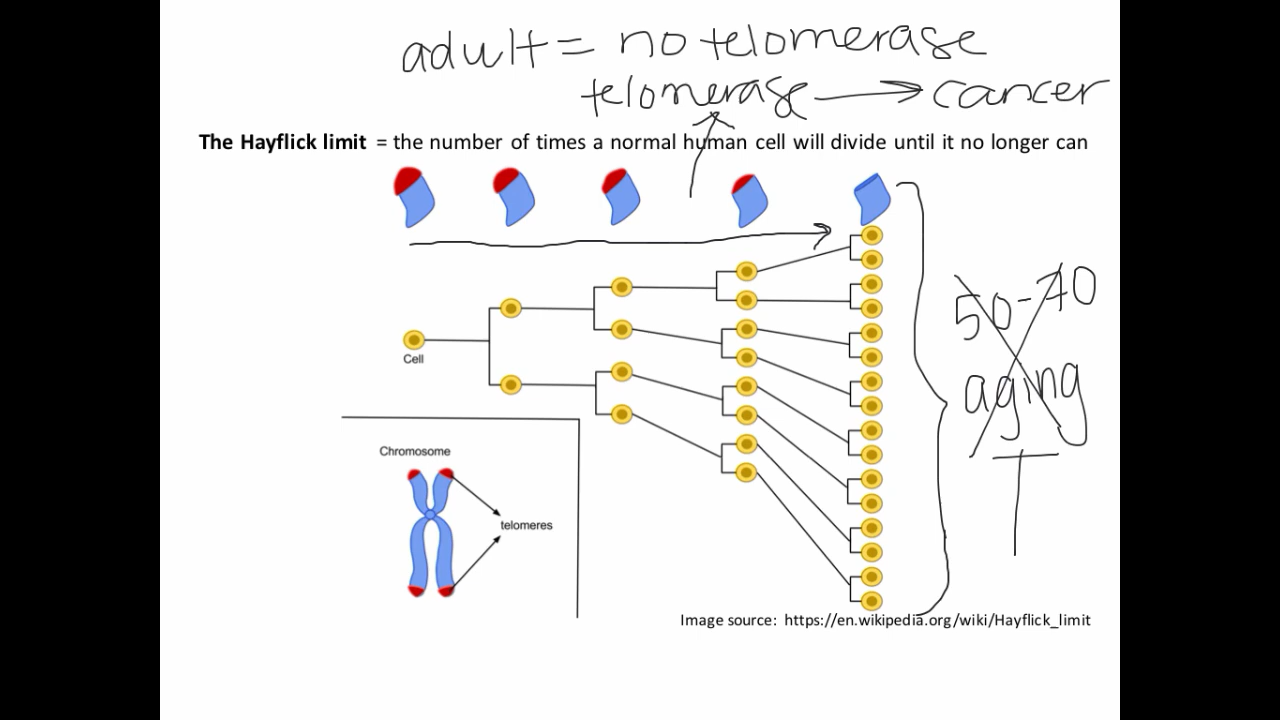 adult = no telomerase
telomerase → cancer
The Hayflick limit = the number of times a normal human cell will divide until it no longer can
50-70
aging
Cell
Chromosome
telomeres
Image source: https://en.wikipedia.org/wiki/Hayflick_limit